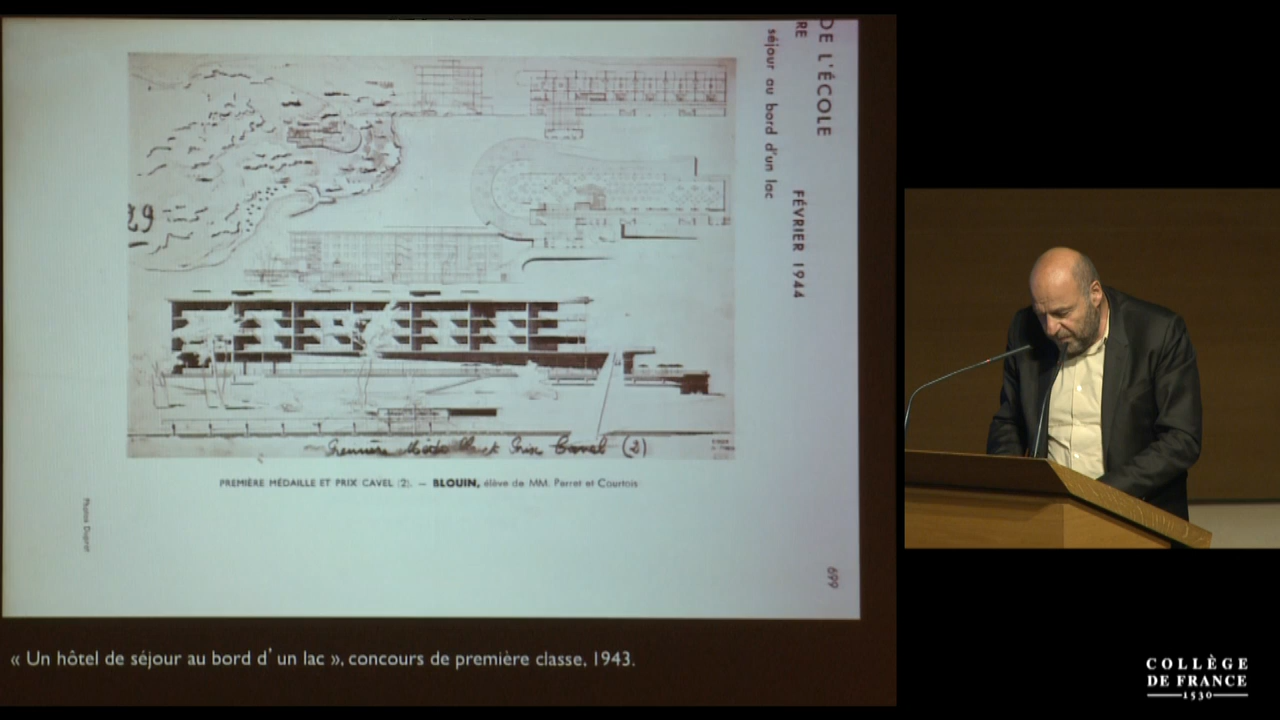 DE L'ÉCOLE
RE
FÉVRIER 1944
séjour au bord d'un lac
29
Première Méd et Prix Cavel (2)
PREMIÈRE MÉDAILLE ET PRIX CAVEL (2). — BLOUIN, élève de MM. Perret et Courtois
699
« Un hôtel de séjour au bord d'un lac », concours de première classe, 1943.
COLLÈGE
DE FRANCE
1530